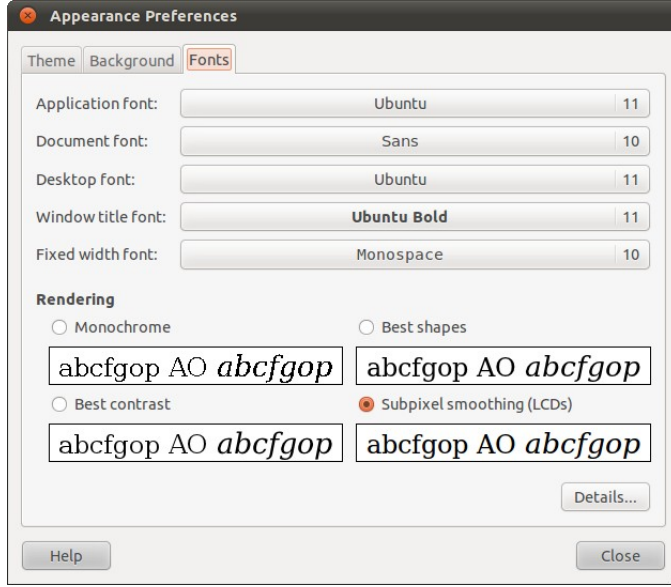 Appearance Preferences
Theme Background Fonts
Application font: Ubuntu 11
Document font: Sans 10
Desktop font: Ubuntu 11
Window title font: Ubuntu Bold 11
Fixed width font: Monospace 10
Rendering
Monochrome Best shapes
abcfgop AO abcfgop abcfgop AO abcfgop
Best contrast Subpixel smoothing (LCDs)
abcfgop AO abcfgop abcfgop AO abcfgop
Details...
Help Close